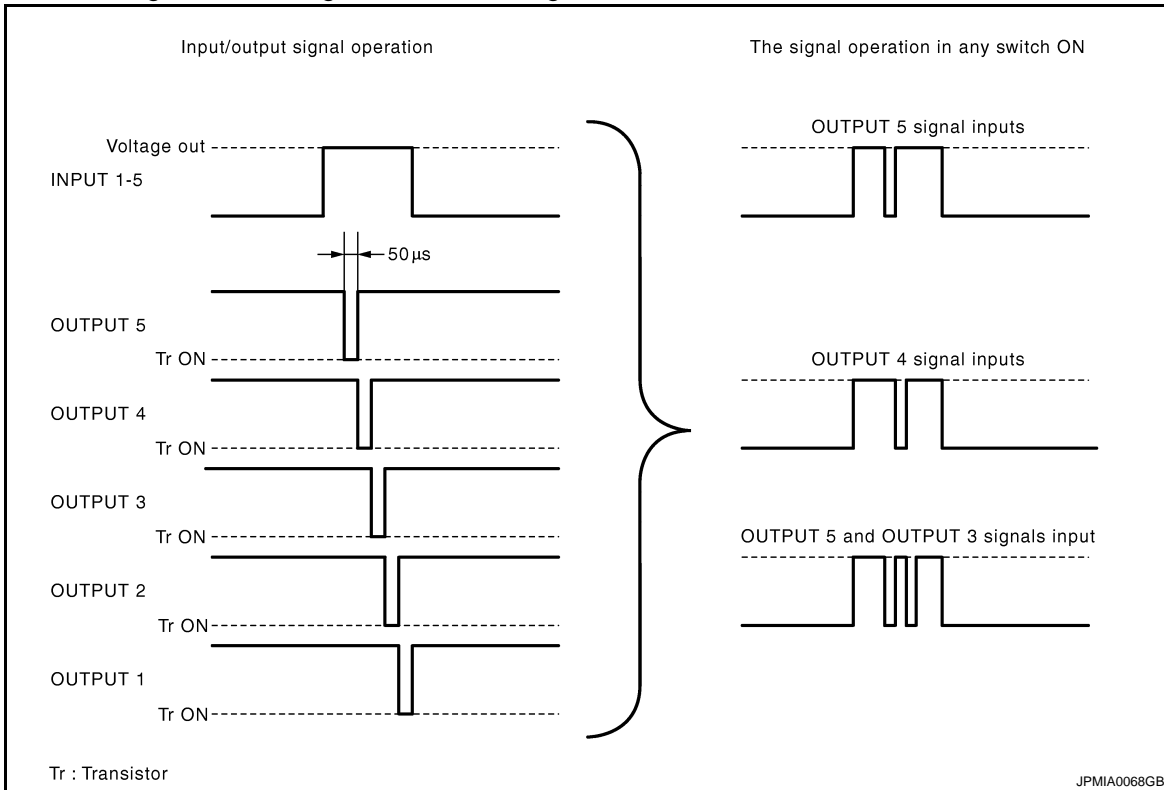 Input/output signal operation
The signal operation in any switch ON
Voltage out
INPUT 1-5
50 μs
OUTPUT 5
Tr ON
OUTPUT 4
Tr ON
OUTPUT 3
Tr ON
OUTPUT 2
Tr ON
OUTPUT 1
Tr ON
OUTPUT 5 signal inputs
OUTPUT 4 signal inputs
OUTPUT 5 and OUTPUT 3 signals input
Tr : Transistor
JPMIA0068GB